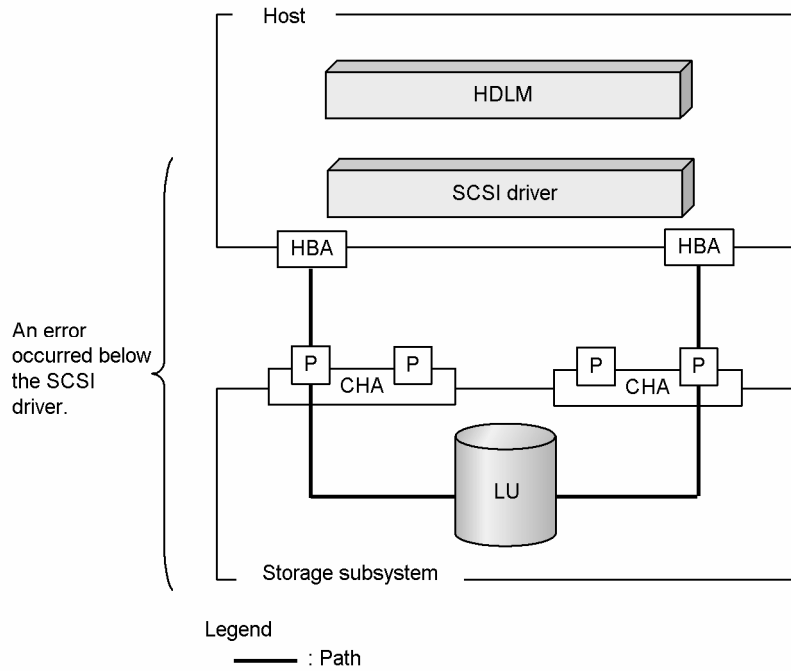 Host
HDLM
SCSI driver
HBA
HBA
An error
occurred below
the SCSI
driver.
P
P
CHA
P
P
CHA
LU
Storage subsystem
Legend
: Path